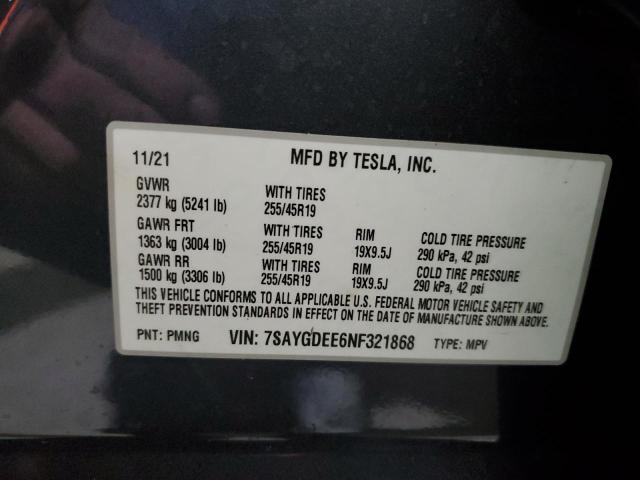 11/21 MFD BY TESLA, INC.
GVWR WITH TIRES
2377 kg (5241 lb) 255/45R19
GAWR FRT WITH TIRES RIM COLD TIRE PRESSURE
1363 kg (3004 lb) 255/45R19 19X9.5J 290 kPa, 42 psi
GAWR RR WITH TIRES RIM COLD TIRE PRESSURE
1500 kg (3306 lb) 255/45R19 19X9.5J 290 kPa, 42 psi
THIS VEHICLE CONFORMS TO ALL APPLICABLE U.S. FEDERAL MOTOR VEHICLE SAFETY AND
THEFT PREVENTION STANDARDS IN EFFECT ON THE DATE OF MANUFACTURE SHOWN ABOVE.
PNT: PMNG VIN: 7SAYGDEE6NF321868 TYPE: MPV